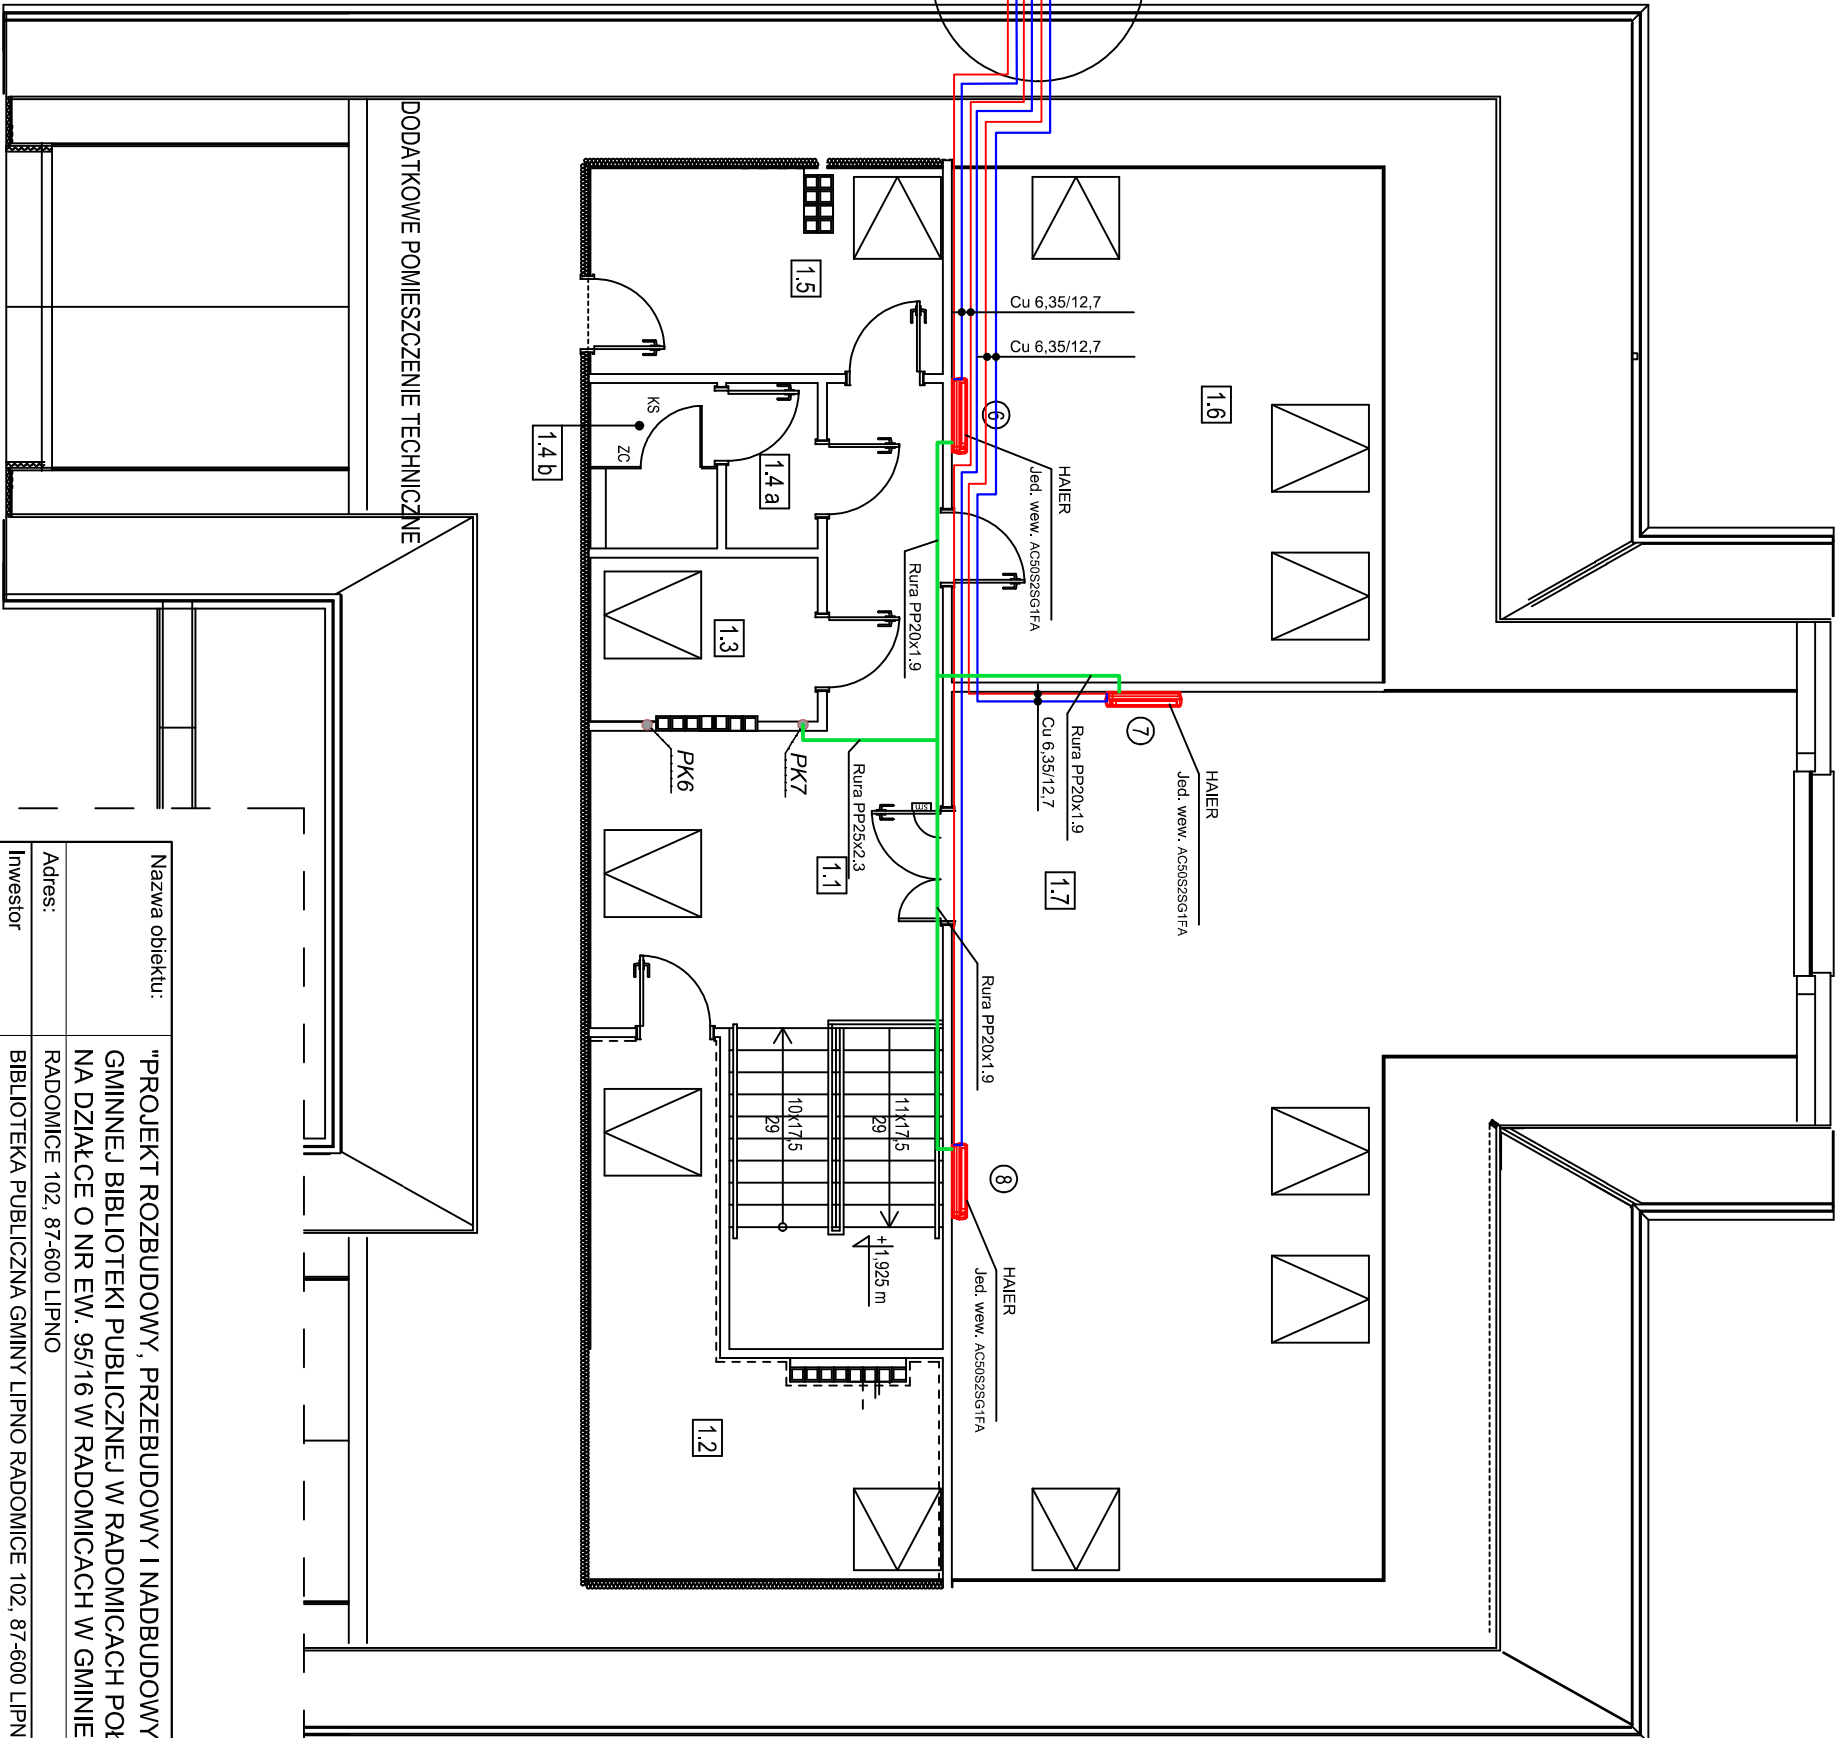 DODATKOWE POMIESZCZENIE TECHNICZNE
1.5
1.6
Cu 6,35/12,7
Cu 6,35/12,7
6
HAIER
Jed. wew. AC50S2SG1FA
KS
ZC
1.4 b
1.4 a
1.3
Rura PP20x1.9
7
HAIER
Jed. wew. AC50S2SG1FA
Rura PP20x1.9
Cu 6,35/12,7
PK6
PK7
Rura PP25x2.3
sm
1.1
1.7
Rura PP20x1.9
11x17,5
29
10x17,5
29
+1,925 m
8
HAIER
Jed. wew. AC50S2SG1FA
1.2
Nazwa obiektu:
"PROJEKT ROZBUDOWY, PRZEBUDOWY I NADBUDOWY
GMINNEJ BIBLIOTEKI PUBLICZNEJ W RADOMICACH POŁ
NA DZIAŁCE O NR EW. 95/16 W RADOMICACH W GMINIE
Adres:
RADOMICE 102, 87-600 LIPNO
Inwestor
BIBLIOTEKA PUBLICZNA GMINY LIPNO RADOMICE 102, 87-600 LIPN